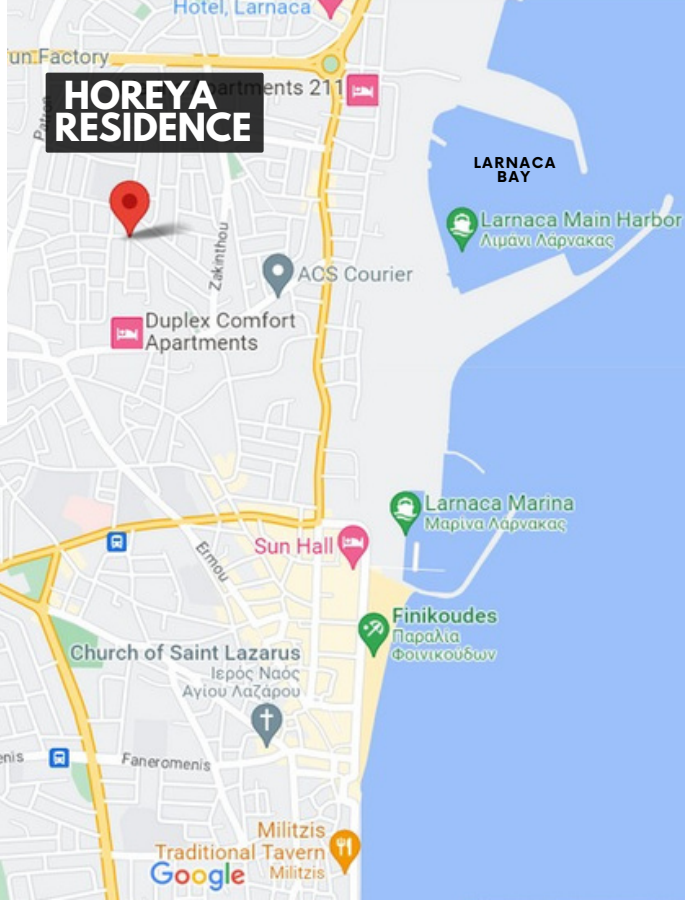 Hotel, Larnaca
un Factory
Apartments 211
HOREYA
RESIDENCE
Patron
LARNACA
BAY
Larnaca Main Harbor
Λιμάνι Λάρνακας
Zakinthou
ACS Courier
Duplex Comfort
Apartments
Larnaca Marina
Μαρίνα Λάρνακας
Sun Hall
Ermou
Finikoudes
Παραλία
Φοινικούδων
Church of Saint Lazarus
Ιερός Ναός
Αγίου Λαζάρου
enis
Faneromenis
Militzis
Traditional Tavern
Militzis
Google